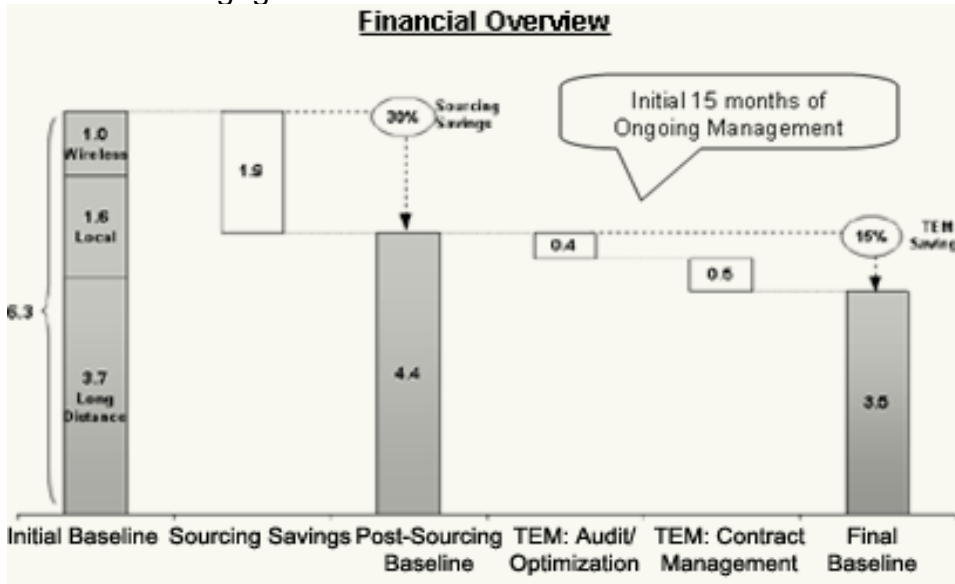 Financial Overview
1.0
Wireless
1.6
Local
6.3
3.7
Long
Distance
1.9
30%
Sourcing
Savings
4.4
Initial 15 months of
Ongoing Management
0.4
0.5
15%
TEM
Saving
3.5
Initial Baseline
Sourcing Savings
Post-Sourcing
Baseline
TEM: Audit/
Optimization
TEM: Contract
Management
Final
Baseline